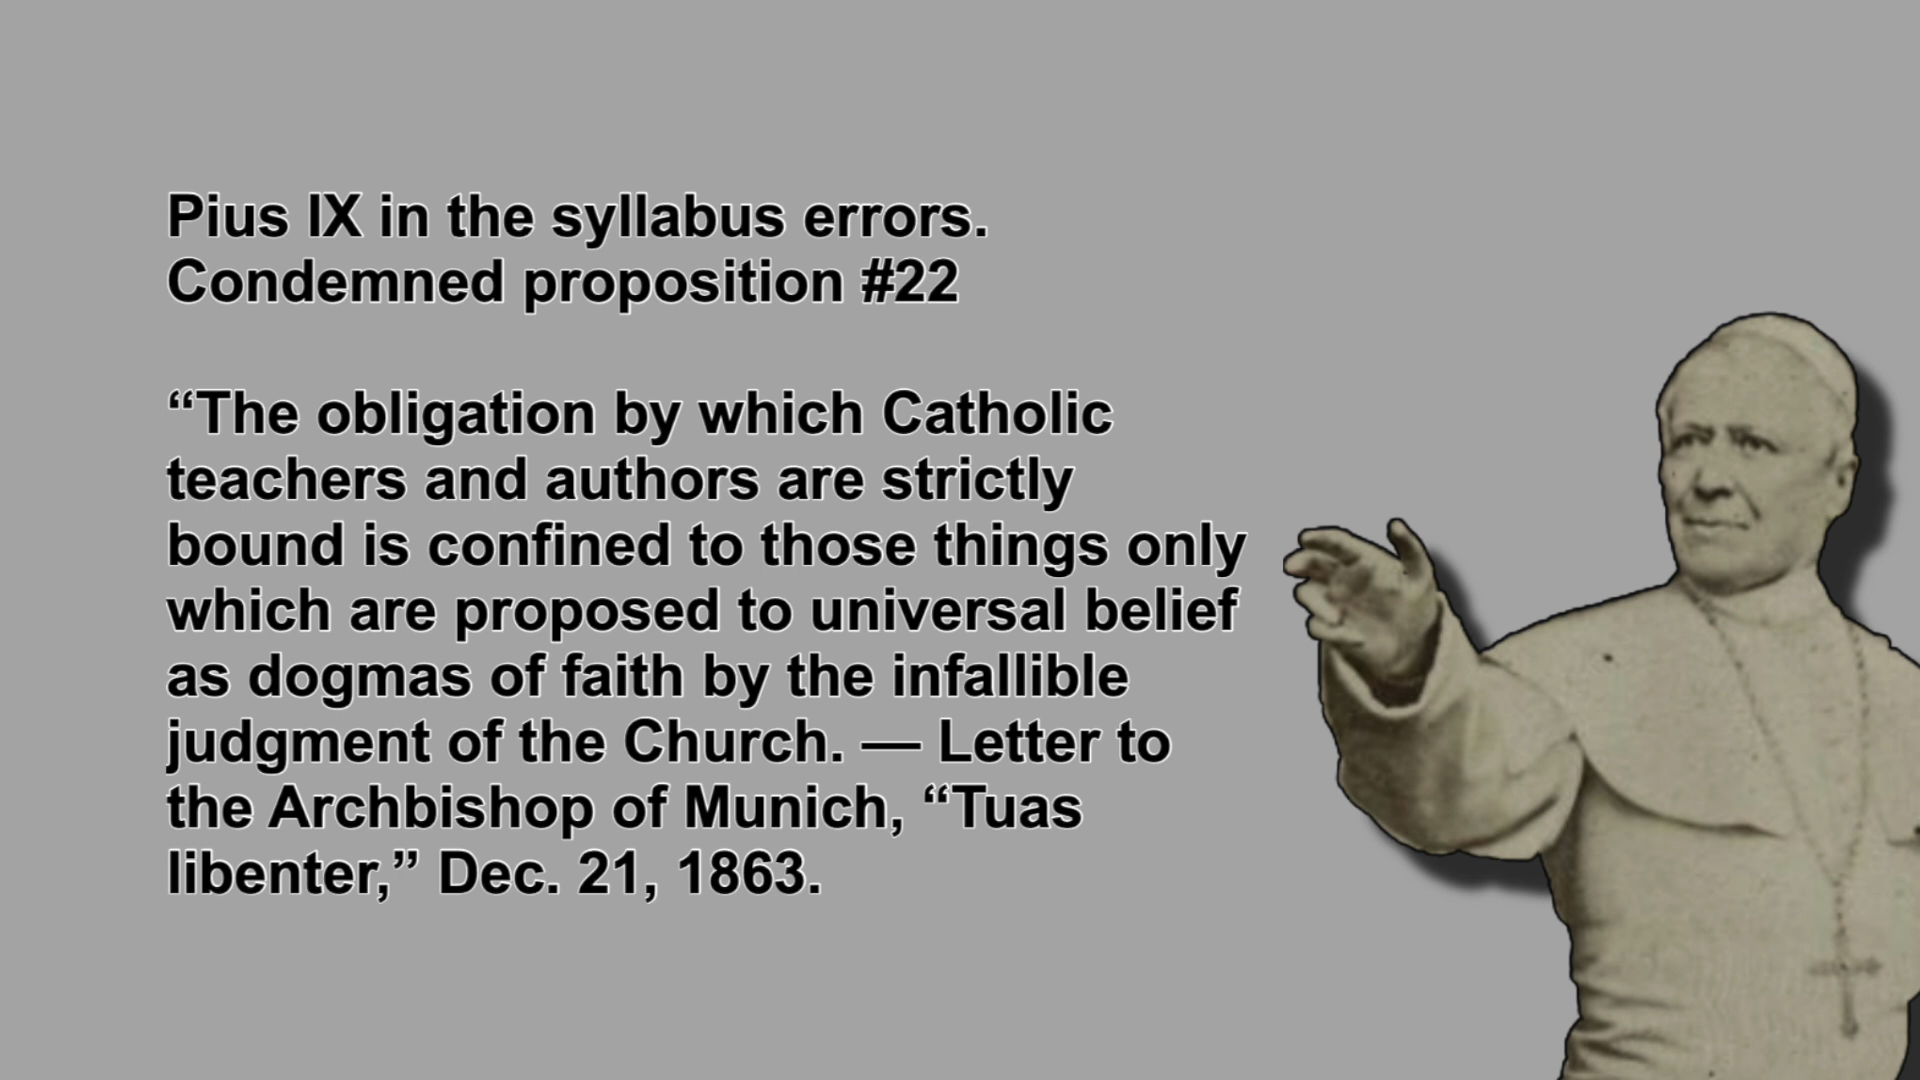 Pius IX in the syllabus errors.
Condemned proposition #22
“The obligation by which Catholic
teachers and authors are strictly
bound is confined to those things only
which are proposed to universal belief
as dogmas of faith by the infallible
judgment of the Church. — Letter to
the Archbishop of Munich, “Tuas
libenter,” Dec. 21, 1863.